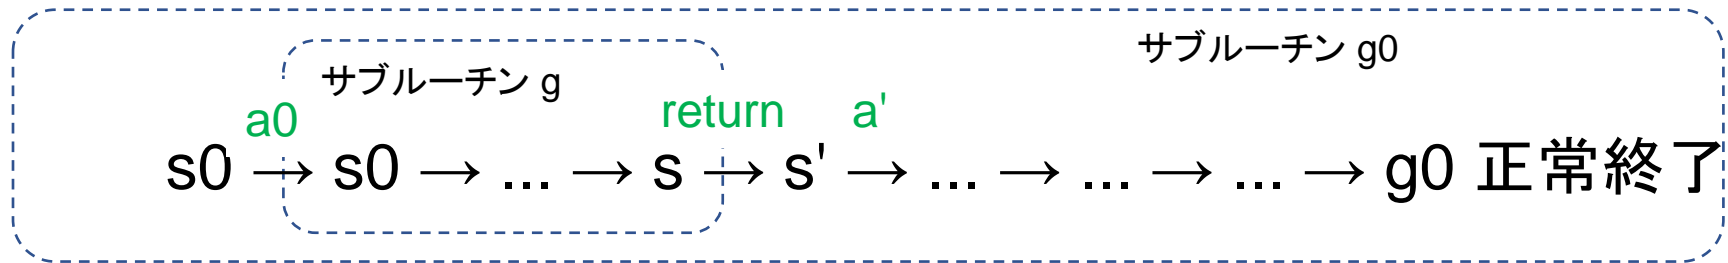 サブルーチン g0
サブルーチン g
a0 return a'
s0 → s0 → ... → s → s' → ... → ... → ... → g0 正常終了